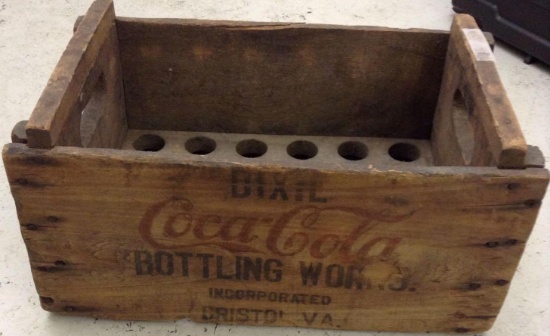 DIXIE
Coca-Cola
BOTTLING WORKS.
INCORPORATED
BRISTOL VA.